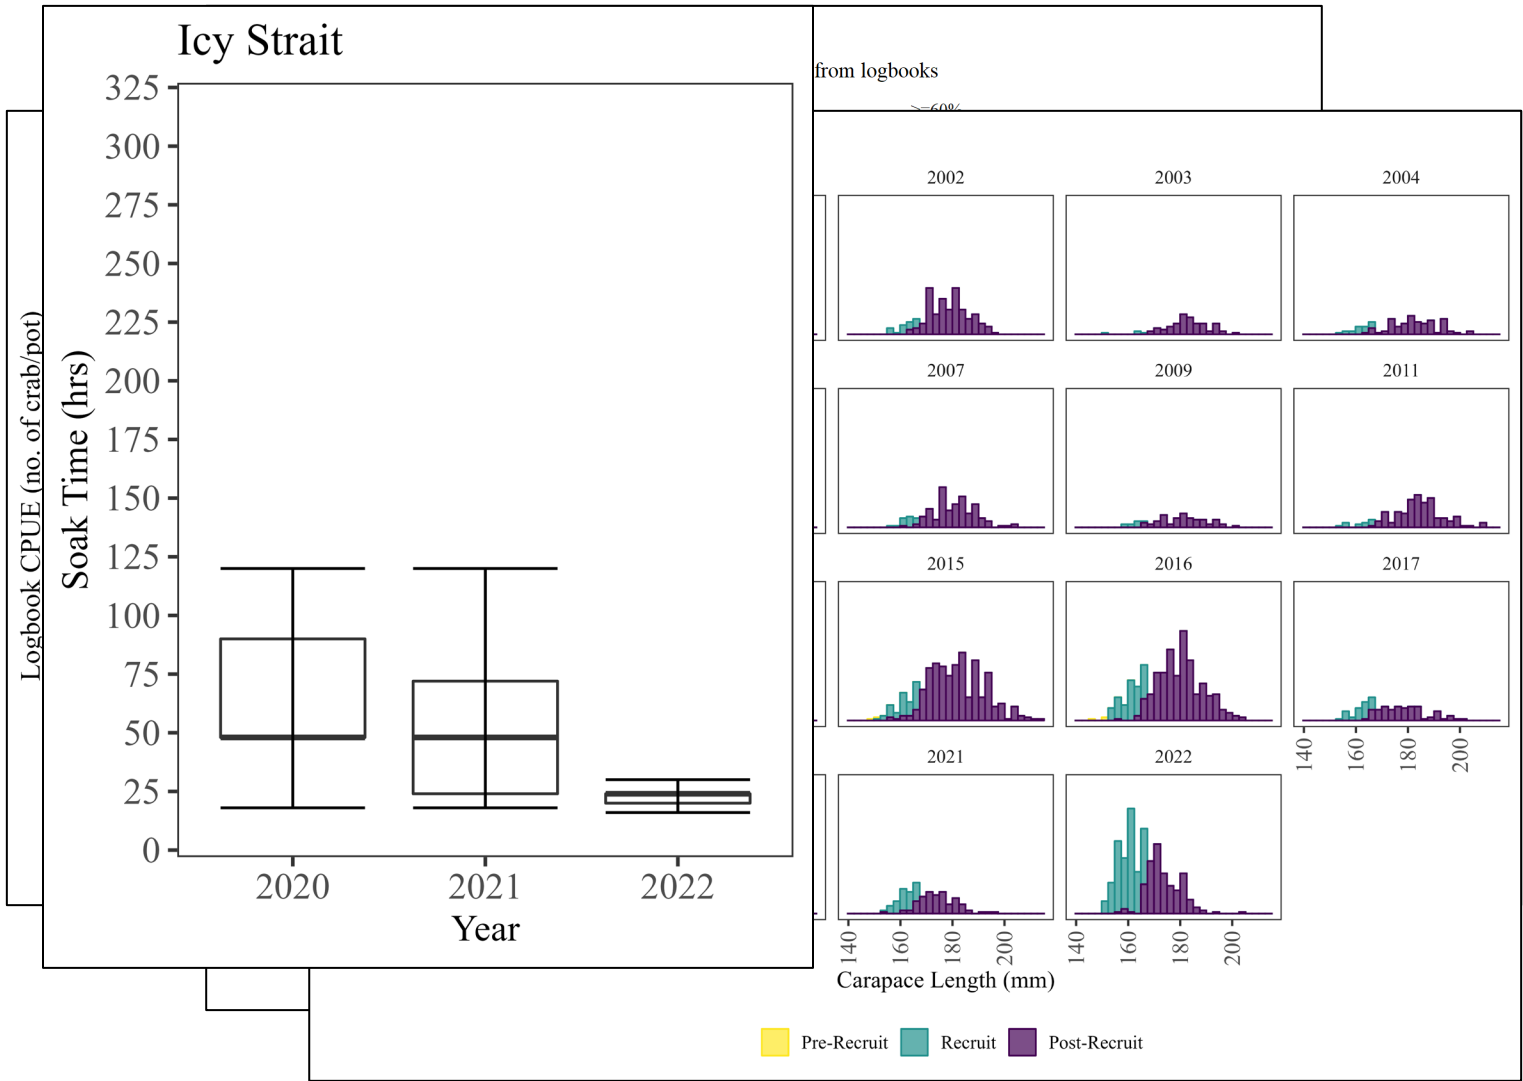 Icy Strait
325
300
275
250
225
200
175
150
125
100
75
50
25
0
Soak Time (hrs)
2020 2021 2022
Year
Logbook CPUE (no. of crab/pot)
from logbooks
>=60%
2002 2003 2004
2007 2009 2011
2015 2016 2017
140 160 180 200
2021 2022
140 160 180 200 140 160 180 200
Carapace Length (mm)
Pre-Recruit Recruit Post-Recruit